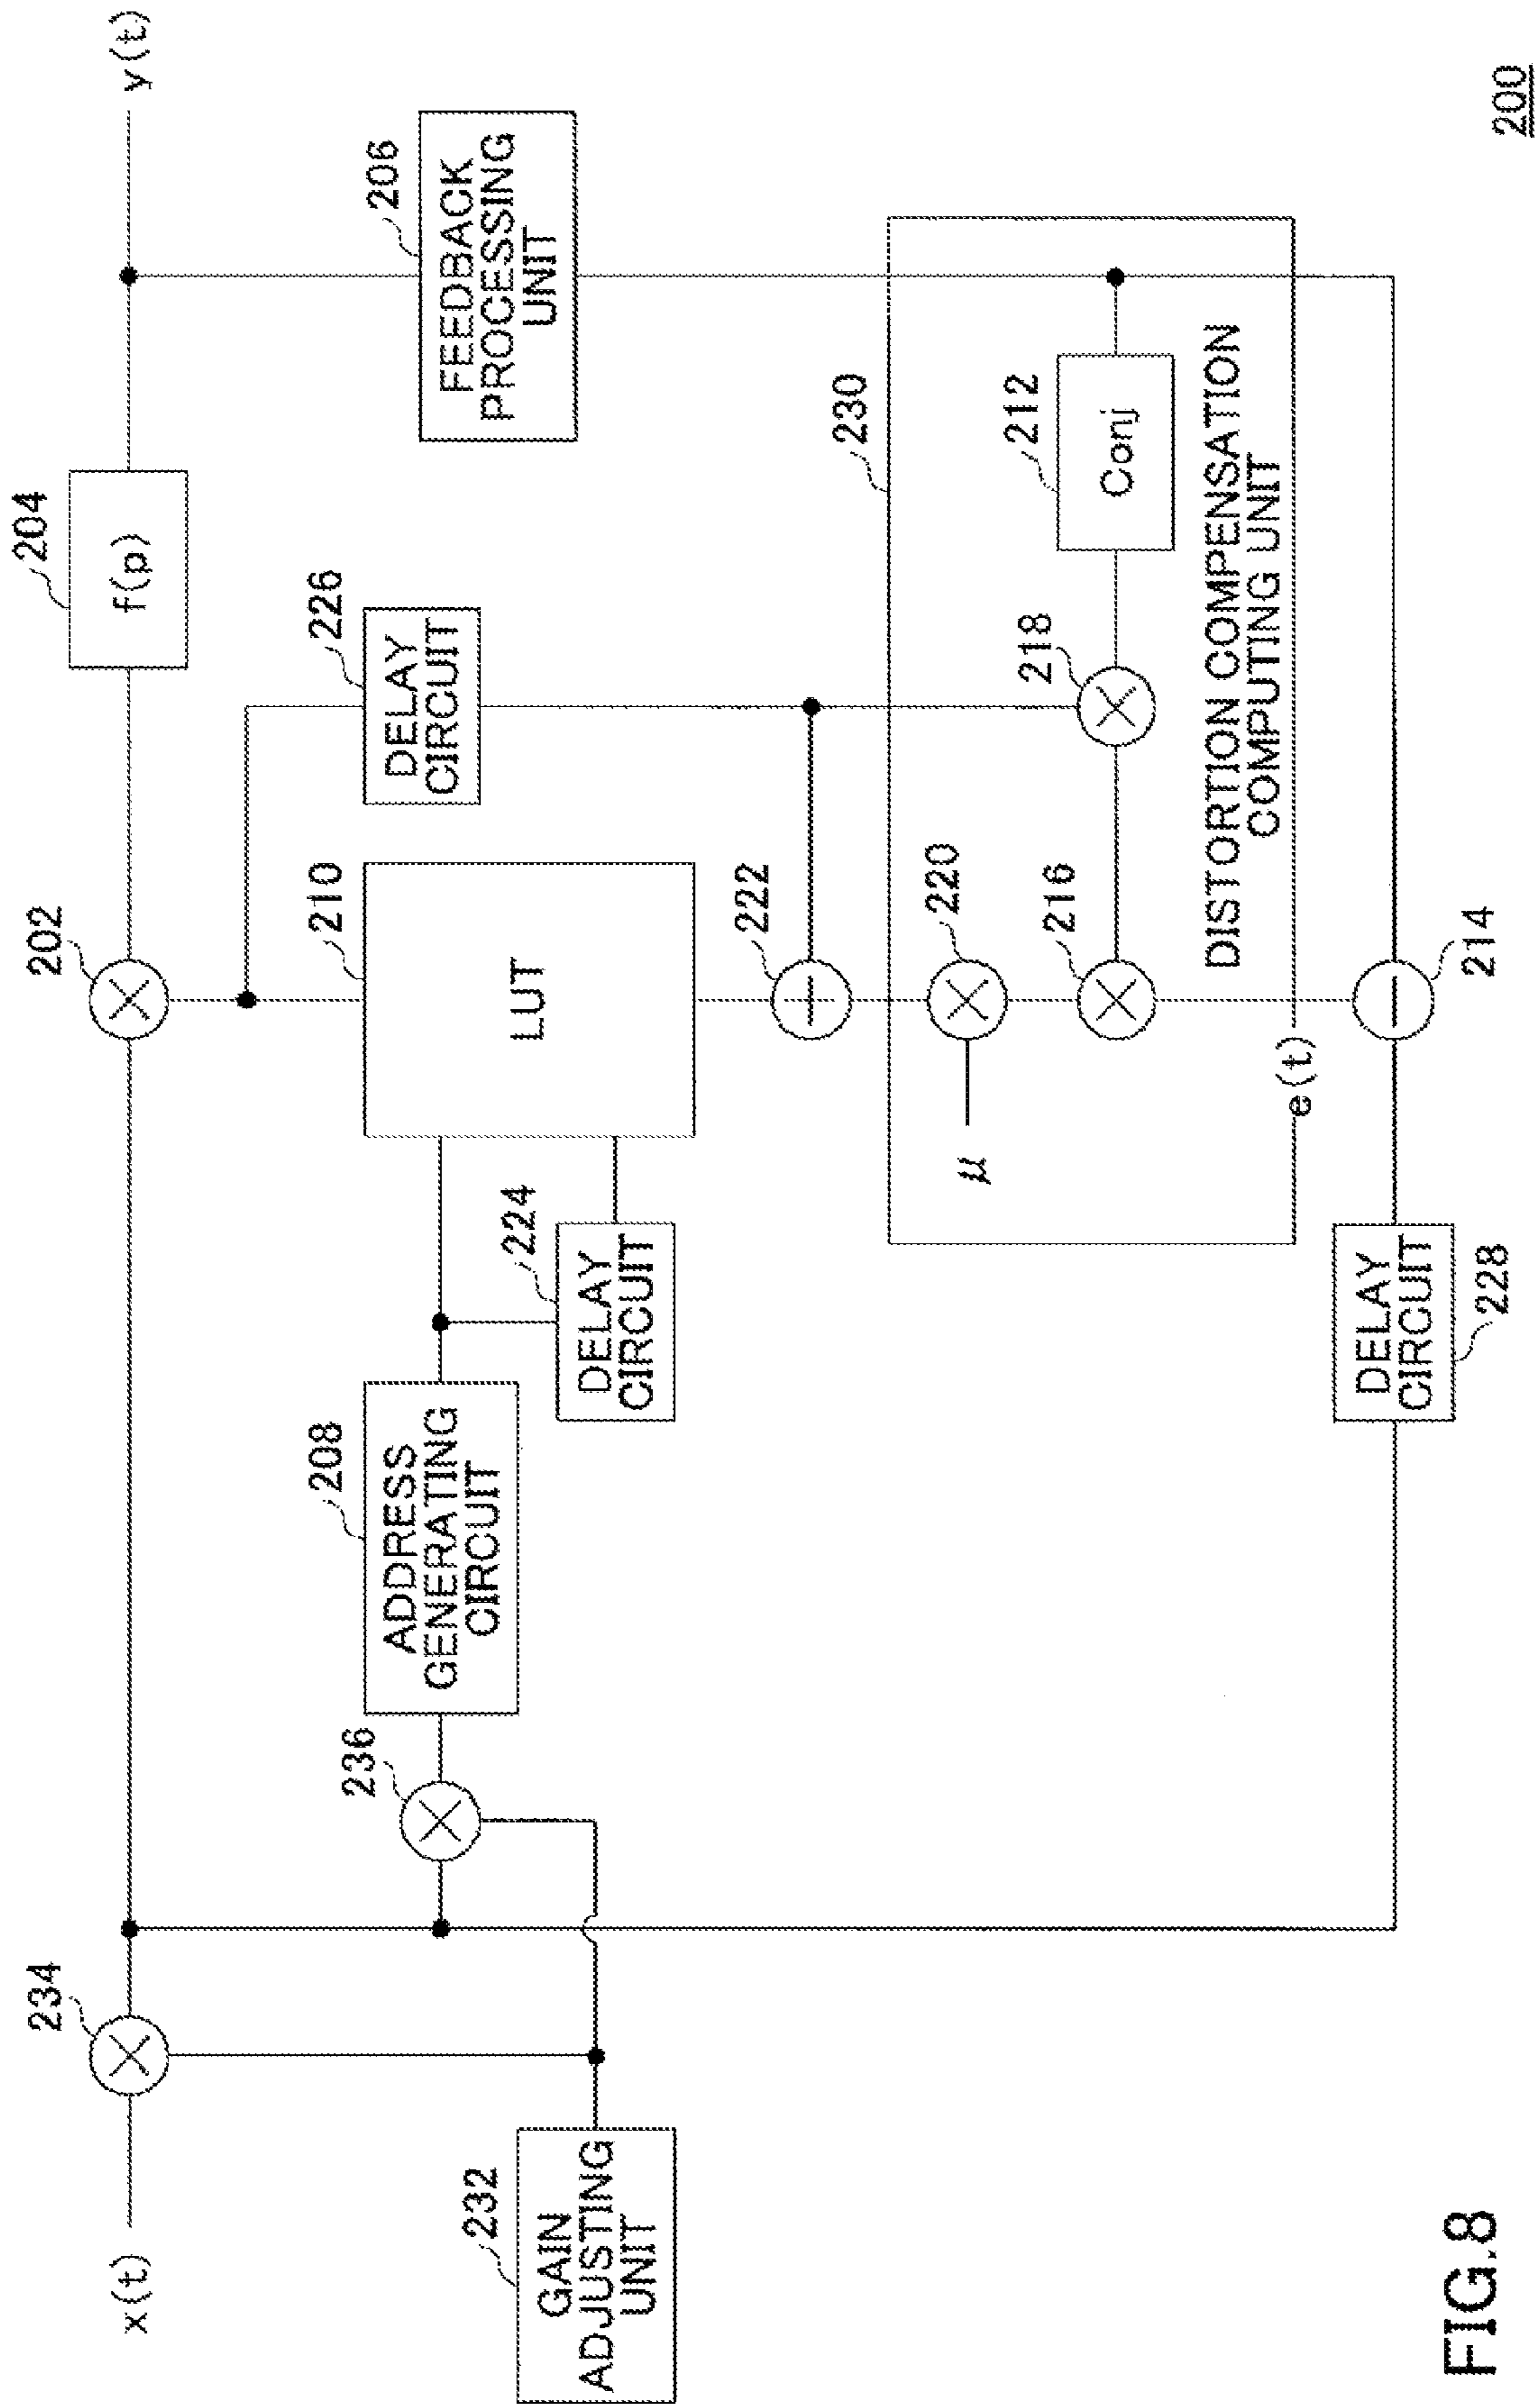 FIG.8
200
x(t)
234
202
204
f(p)
y(t)
232
GAIN
ADJUSTING
UNIT
236
208
ADDRESS
GENERATING
CIRCUIT
224
DELAY
CIRCUIT
210
LUT
226
DELAY
CIRCUIT
206
FEEDBACK
PROCESSING
UNIT
222
230
μ
220
216
218
212
Conj
DISTORTION COMPENSATION
COMPUTING UNIT
e(t)
228
DELAY
CIRCUIT
214